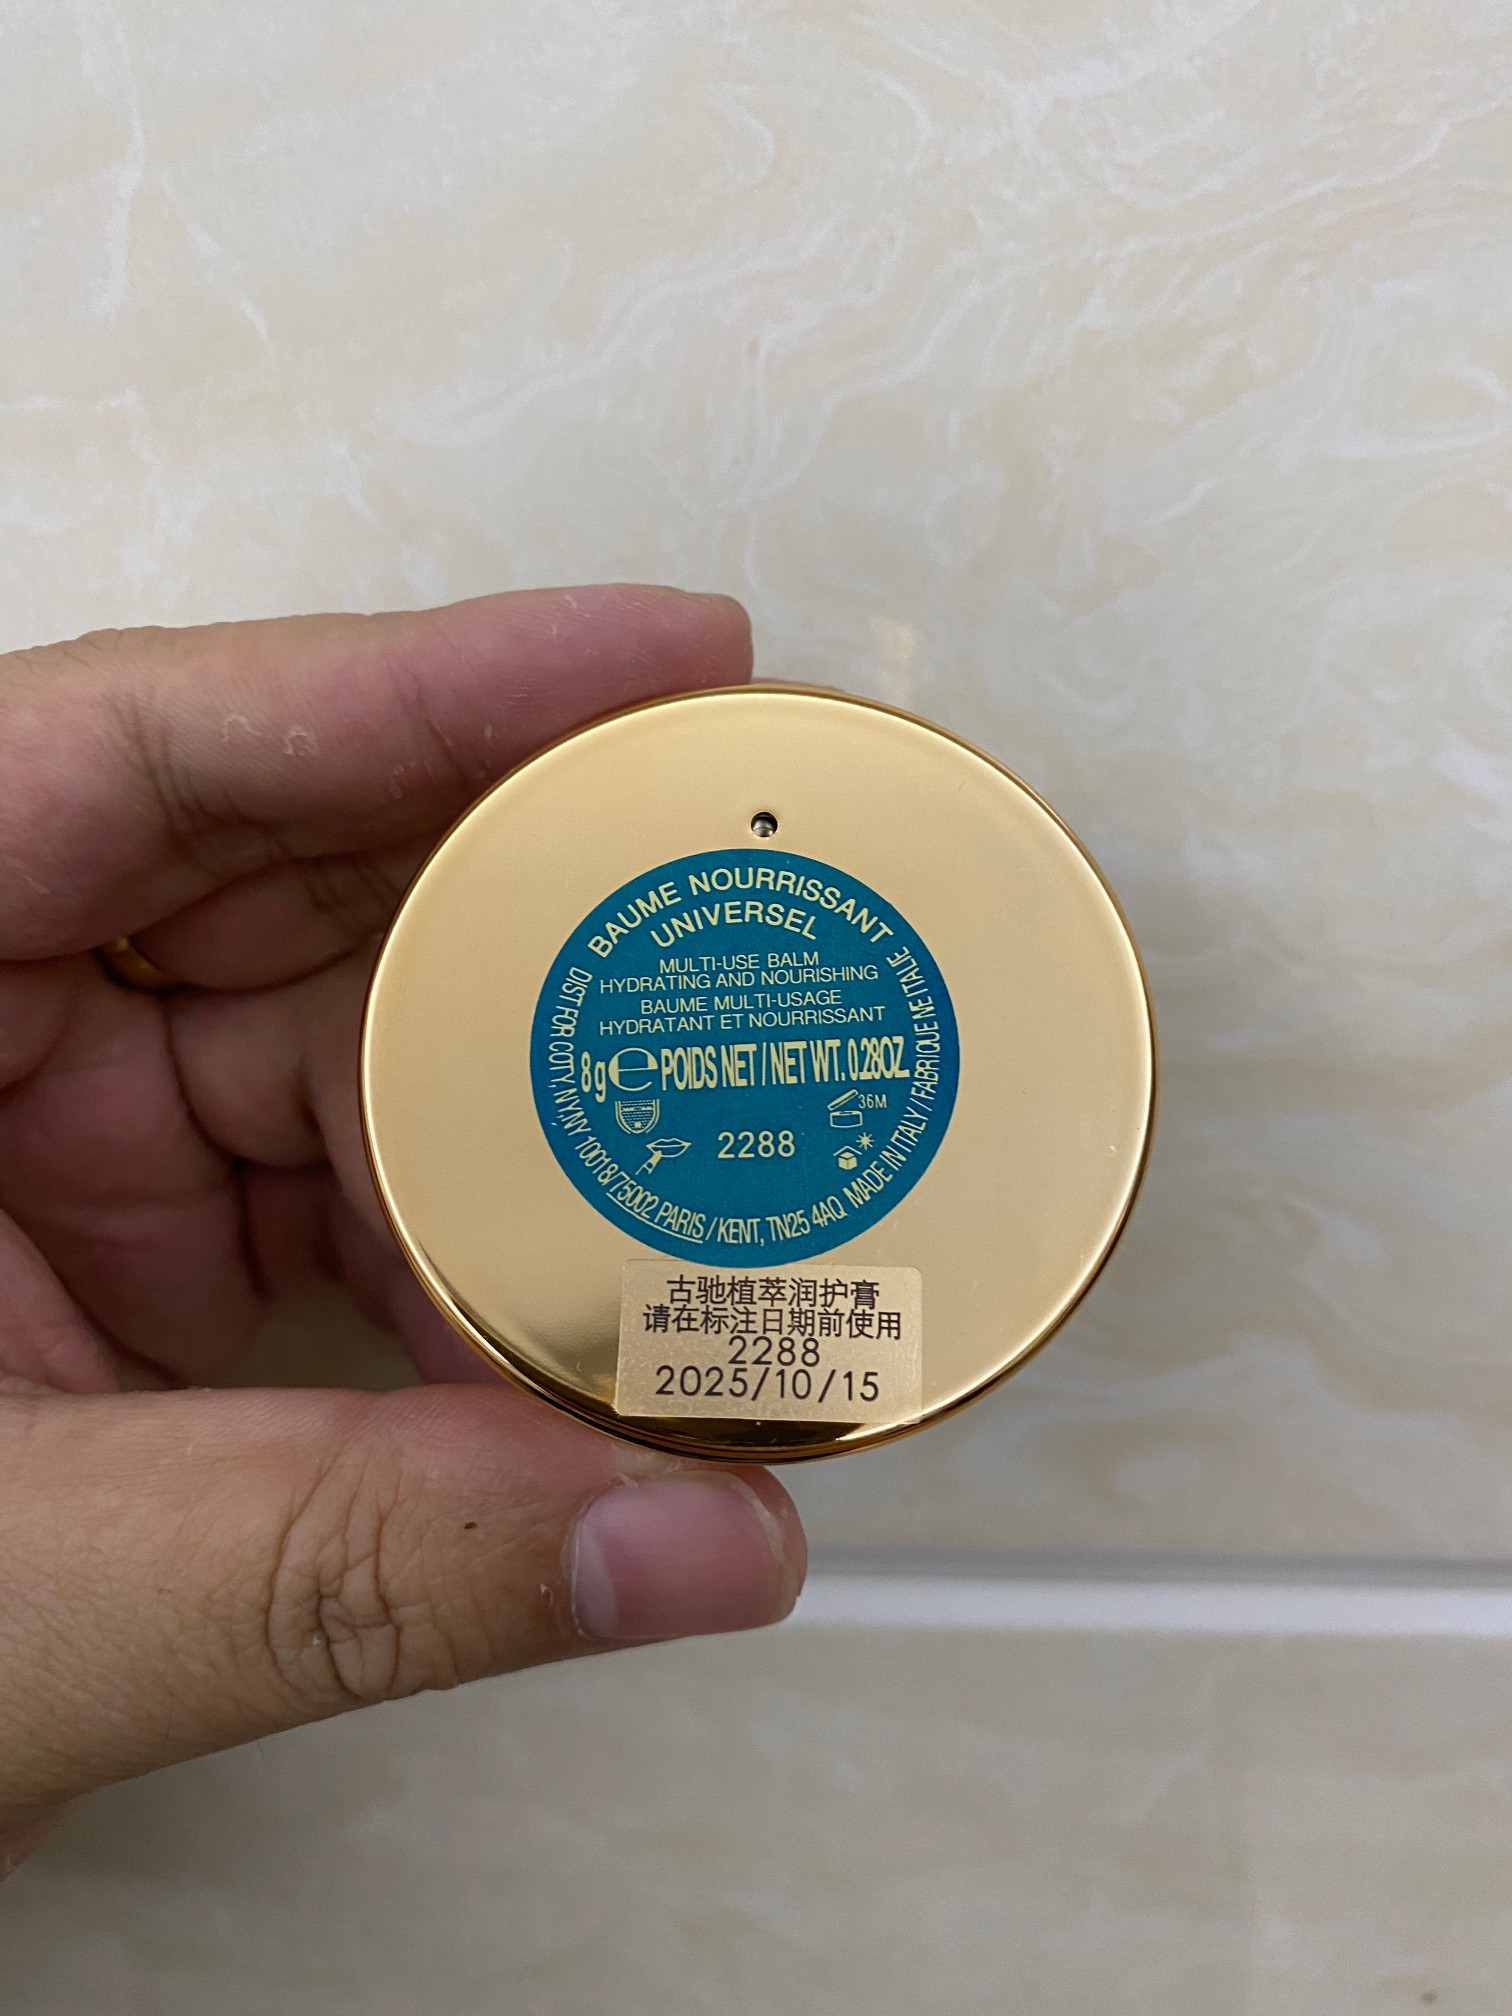 BAUME NOURRISSANT
UNIVERSEL
MULTI-USE BALM
HYDRATING AND NOURISHING
BAUME MULTI-USAGE
HYDRATANT ET NOURRISSANT
8g ℮ POIDS NET / NET WT. 0.28OZ.
36M
2288
DIST. FOR COTY, NY, NY 10018/75002 PARIS / KENT, TN25 4AQ MADE IN ITALY / FABRIQUE EN ITALIE
古驰植萃润护膏
请在标注日期前使用
2288
2025/10/15